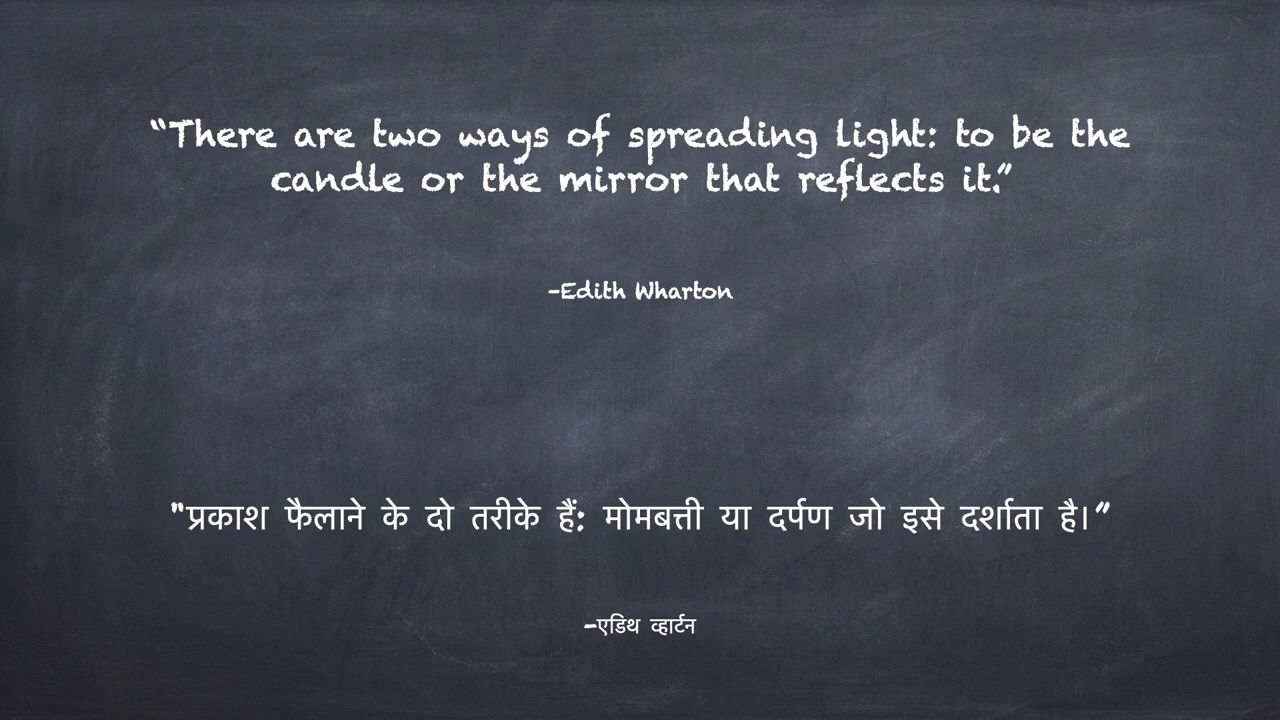 “There are two ways of spreading light: to be the
candle or the mirror that reflects it.”
-Edith Wharton
"प्रकाश फैलाने के दो तरीके हैं: मोमबत्ती या दर्पण जो इसे दर्शाता है।”
-एडिथ व्हार्टन